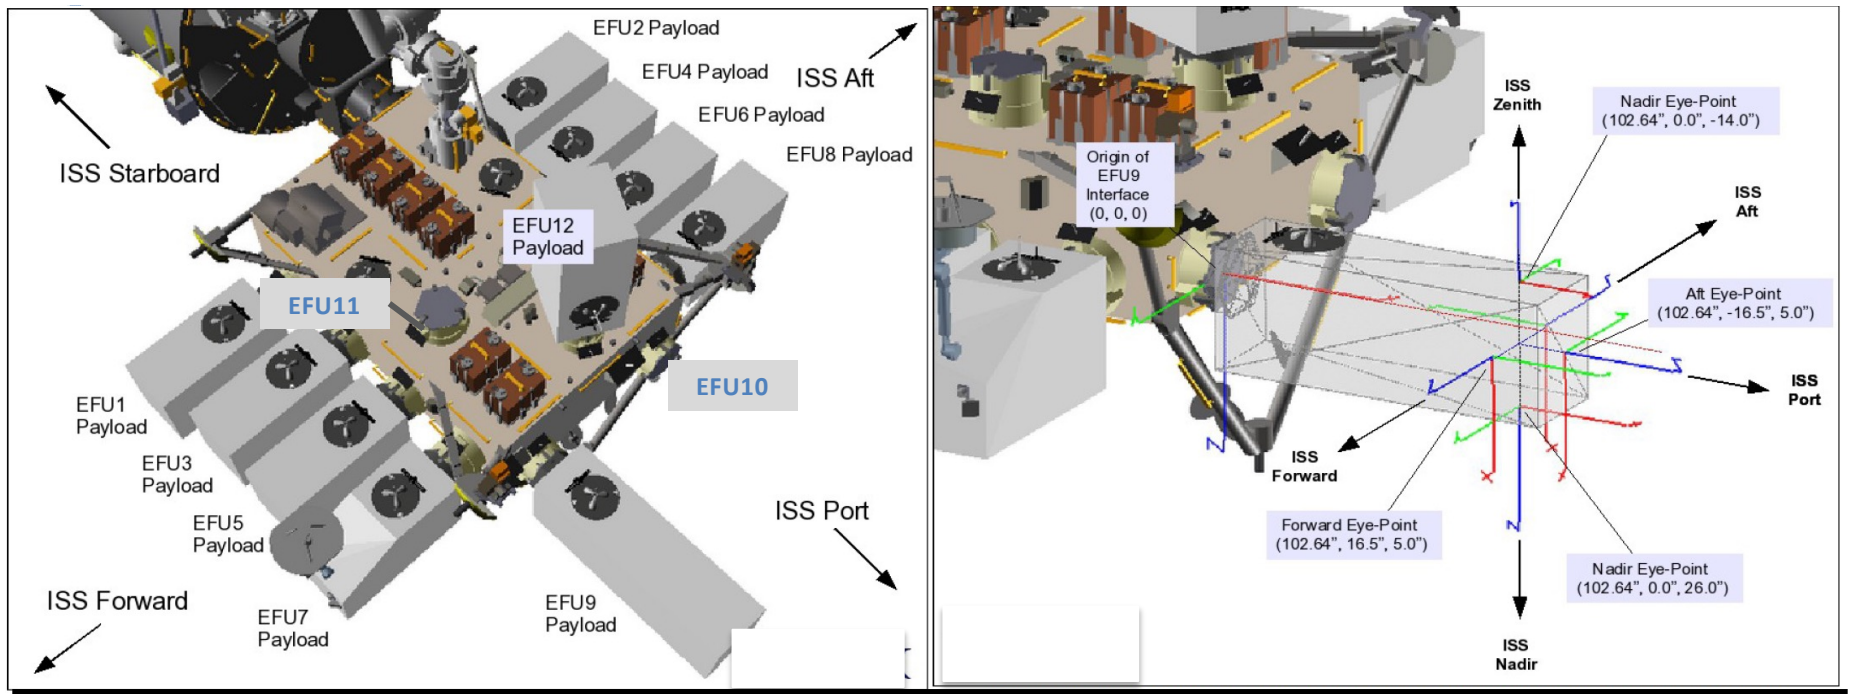 EFU2 Payload
EFU4 Payload
ISS Aft
EFU6 Payload
EFU8 Payload
ISS Starboard
EFU12
Payload
EFU11
EFU10
EFU1
Payload
EFU3
Payload
EFU5
Payload
ISS Port
ISS Forward
EFU7
Payload
EFU9
Payload
ISS
Zenith
Nadir Eye-Point
(102.64”, 0.0”, -14.0”)
Origin of
EFU9
Interface
(0, 0, 0)
ISS
Aft
Aft Eye-Point
(102.64”, -16.5”, 5.0”)
ISS
Port
ISS
Forward
Z
X
X
X
Z
Forward Eye-Point
(102.64”, 16.5”, 5.0”)
Nadir Eye-Point
(102.64”, 0.0”, 26.0”)
ISS
Nadir